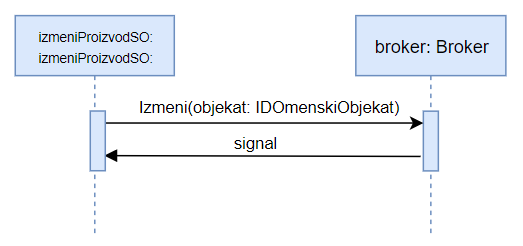 izmeniProizvodSO:
izmeniProizvodSO:
broker: Broker
Izmeni(objekat: IDOmenskiObjekat)
signal